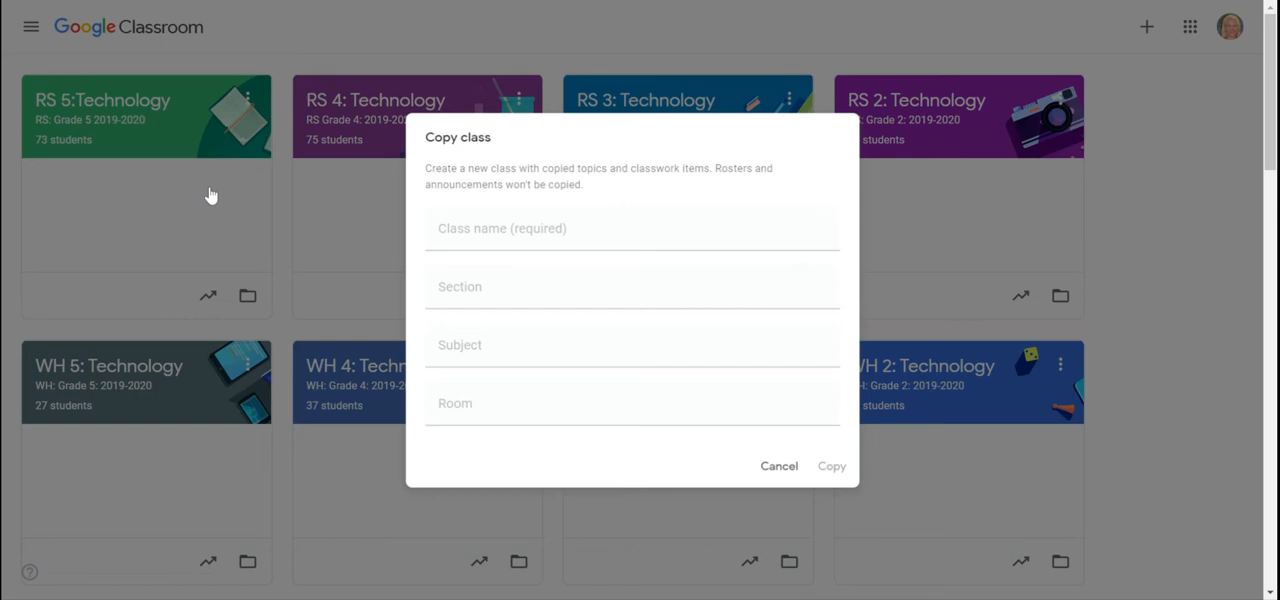 Google Classroom
RS 5:Technology
RS: Grade 5 2019-2020
73 students
RS 4: Technology
RS Grade 4: 2019-20
75 students
RS 3: Technology
RS 2: Technology
: Grade 2: 2019-2020
students
Copy class
Create a new class with copied topics and classwork items. Rosters and
announcements won't be copied.
Class name (required)
Section
Subject
Room
Cancel
Copy
WH 5: Technology
WH: Grade 5: 2019-2020
27 students
WH 4: Techn
WH: Grade 4: 2019-20
37 students
WH 2: Technology
H: Grade 2: 2019-2020
students
?